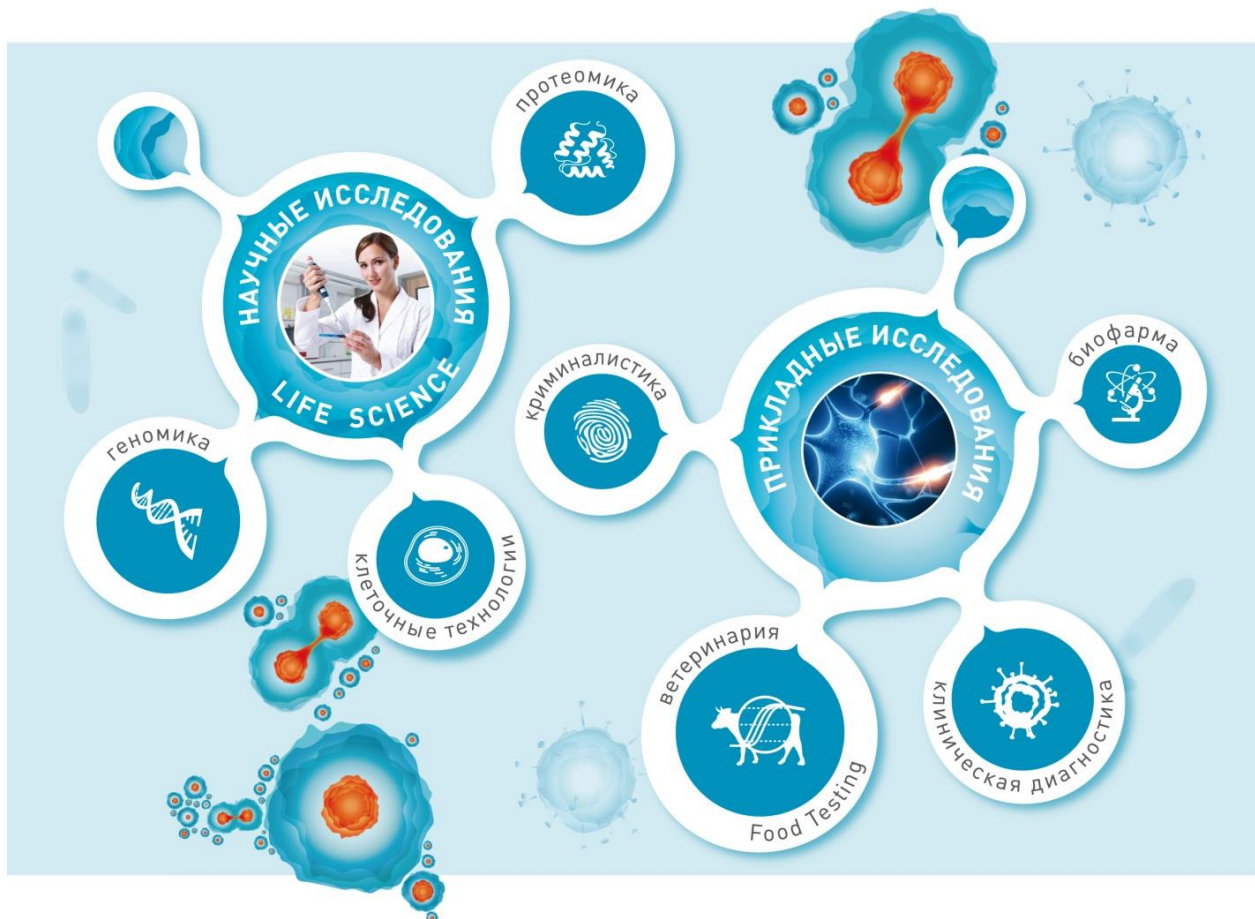 протеомика
НАУЧНЫЕ ИССЛЕДОВАНИЯ
LIFE SCIENCE
геномика
клеточные технологии
криминалистика
ПРИКЛАДНЫЕ ИССЛЕДОВАНИЯ
биофарма
ветеринария
Food Testing
клиническая диагностика